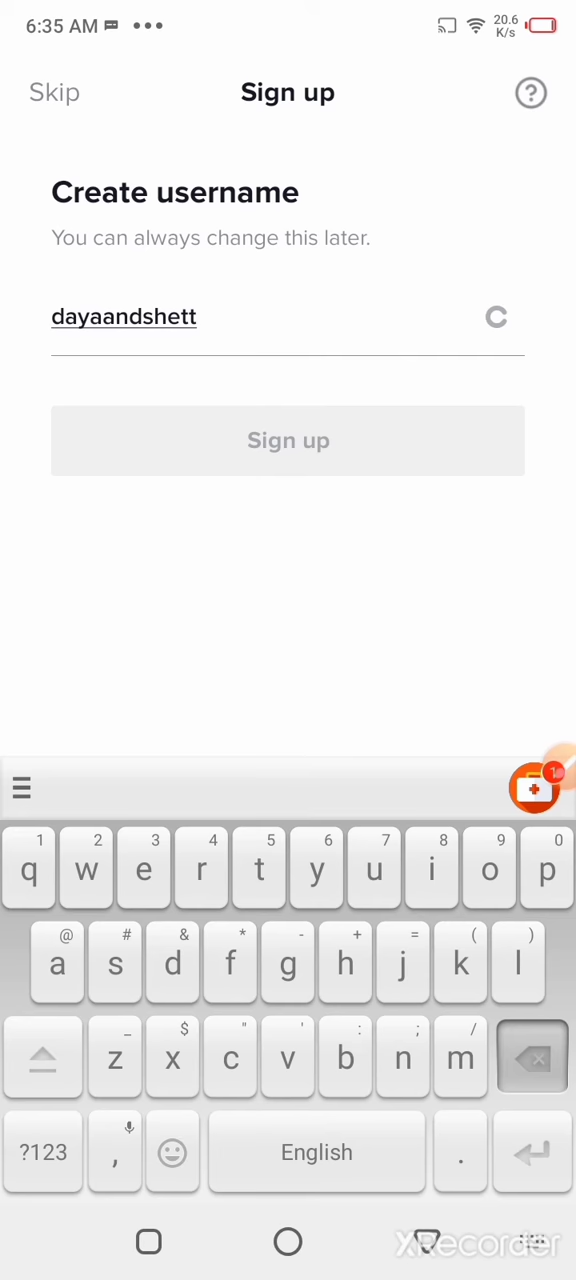 6:35 AM
20.6
K/s
Skip
Sign up
?
Create username
You can always change this later.
dayaandshett
Sign up
1
1 2 3 4 5 6 7 8 9 0
q w e r t y u i o p
@ # & * - + = ( )
a s d f g h j k l
_ $ " ' : ; /
z x c v b n m
?123 , English .
XRecorder